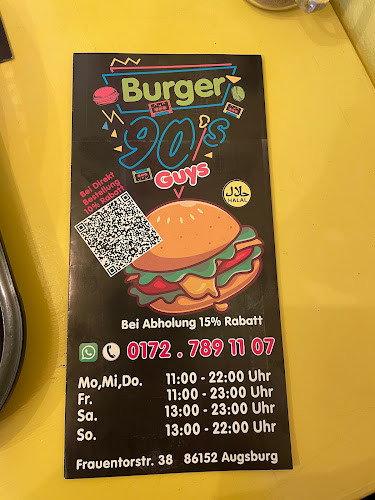 Burger
90's
Guys
Bei Direkt
Bestellung
10% Rabatt
حلال
HALAL
Bei Abholung 15% Rabatt
0172 . 789 11 07
Mo,Mi,Do. 11:00 - 22:00 Uhr
Fr. 11:00 - 23:00 Uhr
Sa. 13:00 - 23:00 Uhr
So. 13:00 - 22:00 Uhr
Frauentorstr. 38 86152 Augsburg